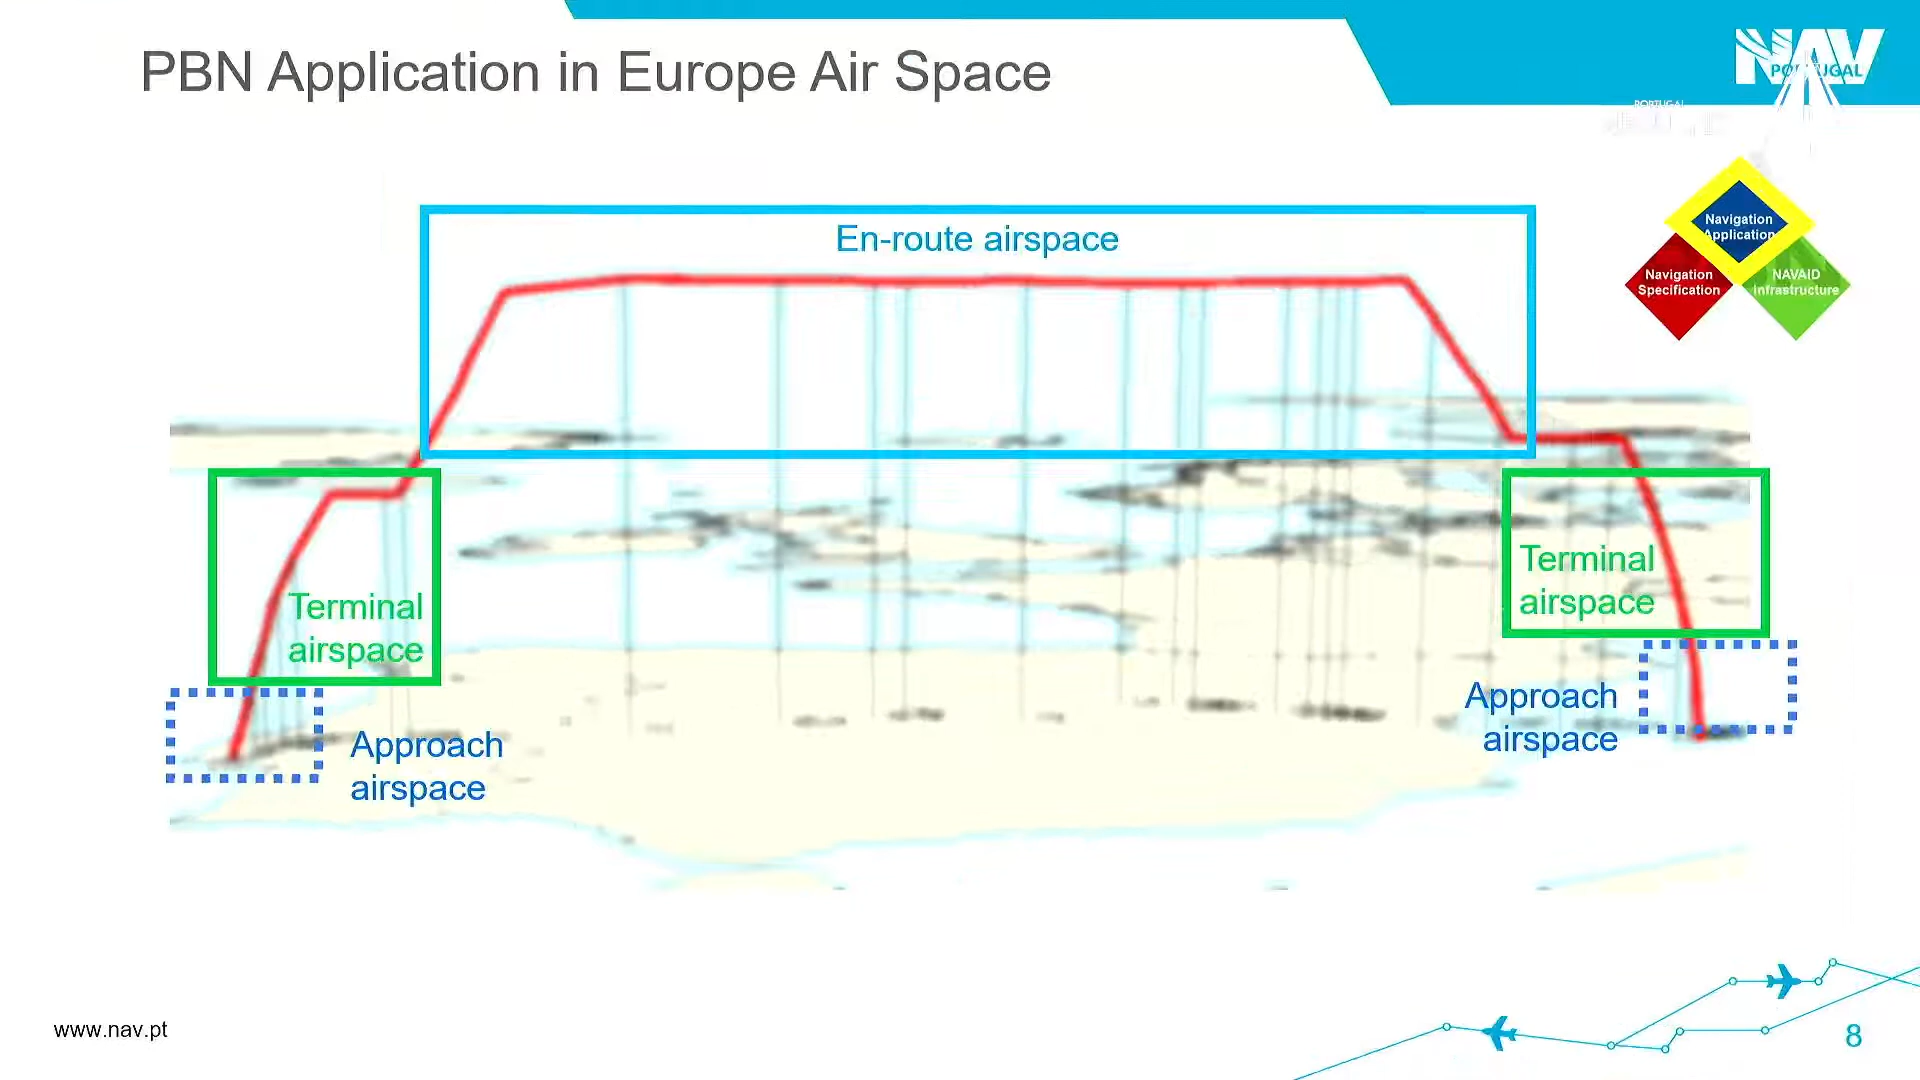 PBN Application in Europe Air Space
NAV
PORTUGAL
PORTUGAL
Navigation
Application
Navigation
Specification
NAVAID
Infrastructure
En-route airspace
Terminal
airspace
Terminal
airspace
Approach
airspace
Approach
airspace
www.nav.pt
8